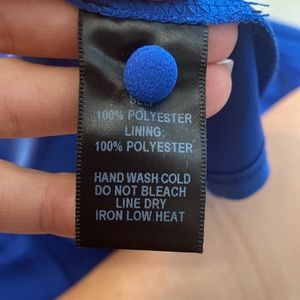 100% POLYESTER
LINING:
100% POLYESTER
HAND WASH COLD
DO NOT BLEACH
LINE DRY
IRON LOW HEAT